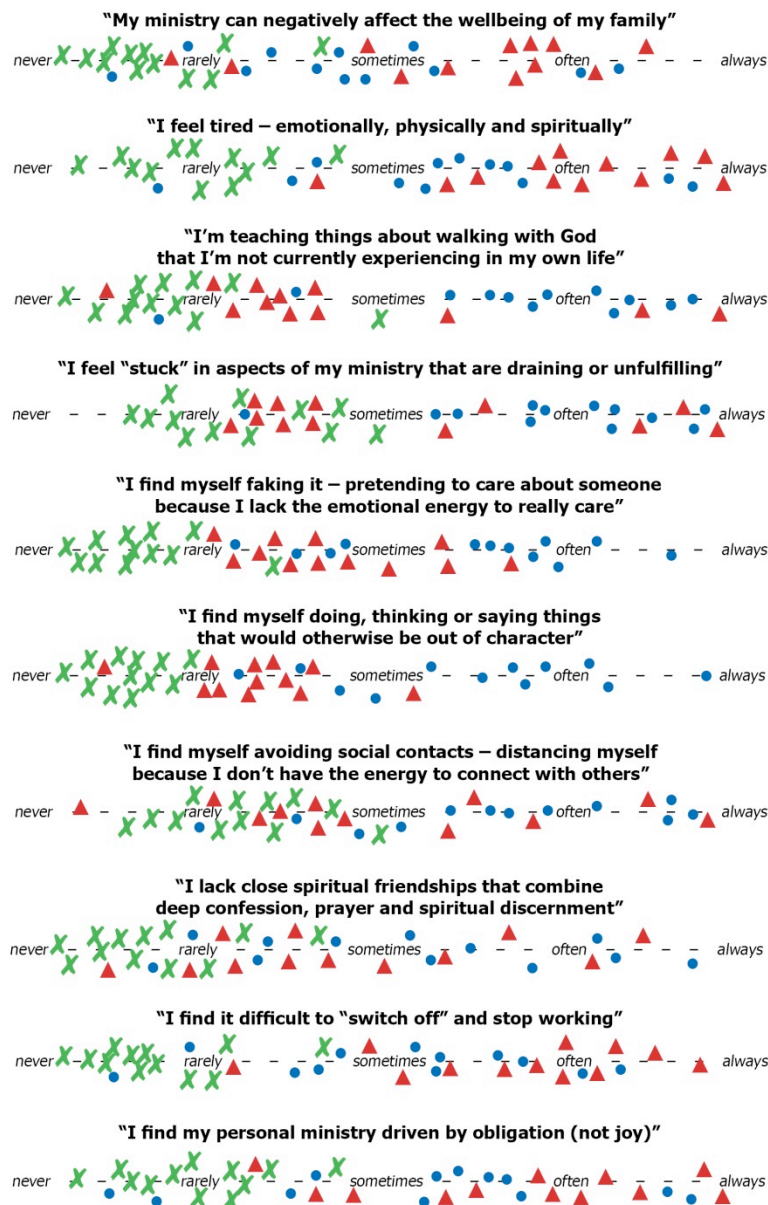 “My ministry can negatively affect the wellbeing of my family”
never rarely sometimes often always
“I feel tired – emotionally, physically and spiritually”
never rarely sometimes often always
“I’m teaching things about walking with God
that I’m not currently experiencing in my own life”
never rarely sometimes often always
“I feel “stuck” in aspects of my ministry that are draining or unfulfilling”
never rarely sometimes often always
“I find myself faking it – pretending to care about someone
because I lack the emotional energy to really care”
never rarely sometimes often always
“I find myself doing, thinking or saying things
that would otherwise be out of character”
never rarely sometimes often always
“I find myself avoiding social contacts – distancing myself
because I don’t have the energy to connect with others”
never rarely sometimes often always
“I lack close spiritual friendships that combine
deep confession, prayer and spiritual discernment”
never rarely sometimes often always
“I find it difficult to “switch off” and stop working”
never rarely sometimes often always
“I find my personal ministry driven by obligation (not joy)”
never rarely sometimes often always